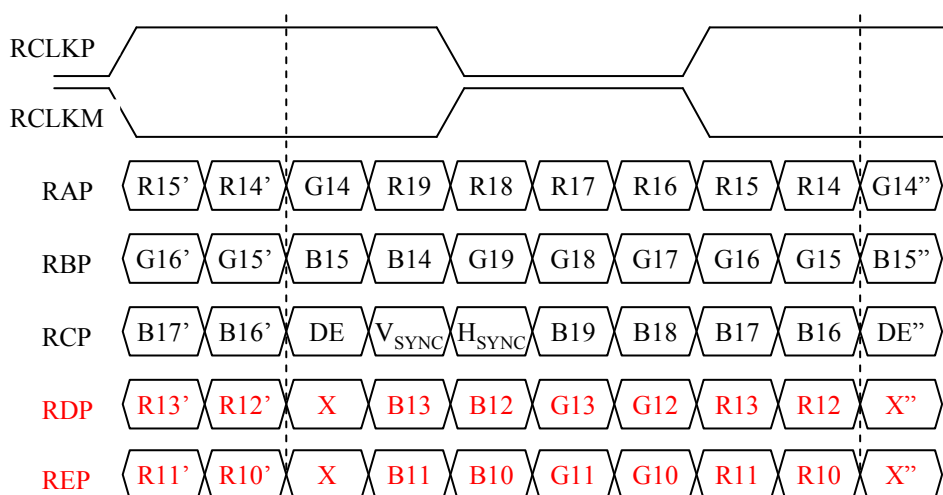 RCLKP
RCLKM
RAP R15’ R14’ G14 R19 R18 R17 R16 R15 R14 G14”
RBP G16’ G15’ B15 B14 G19 G18 G17 G16 G15 B15”
RCP B17’ B16’ DE VSYNC HSYNC B19 B18 B17 B16 DE”
RDP R13’ R12’ X B13 B12 G13 G12 R13 R12 X”
REP R11’ R10’ X B11 B10 G11 G10 R11 R10 X”